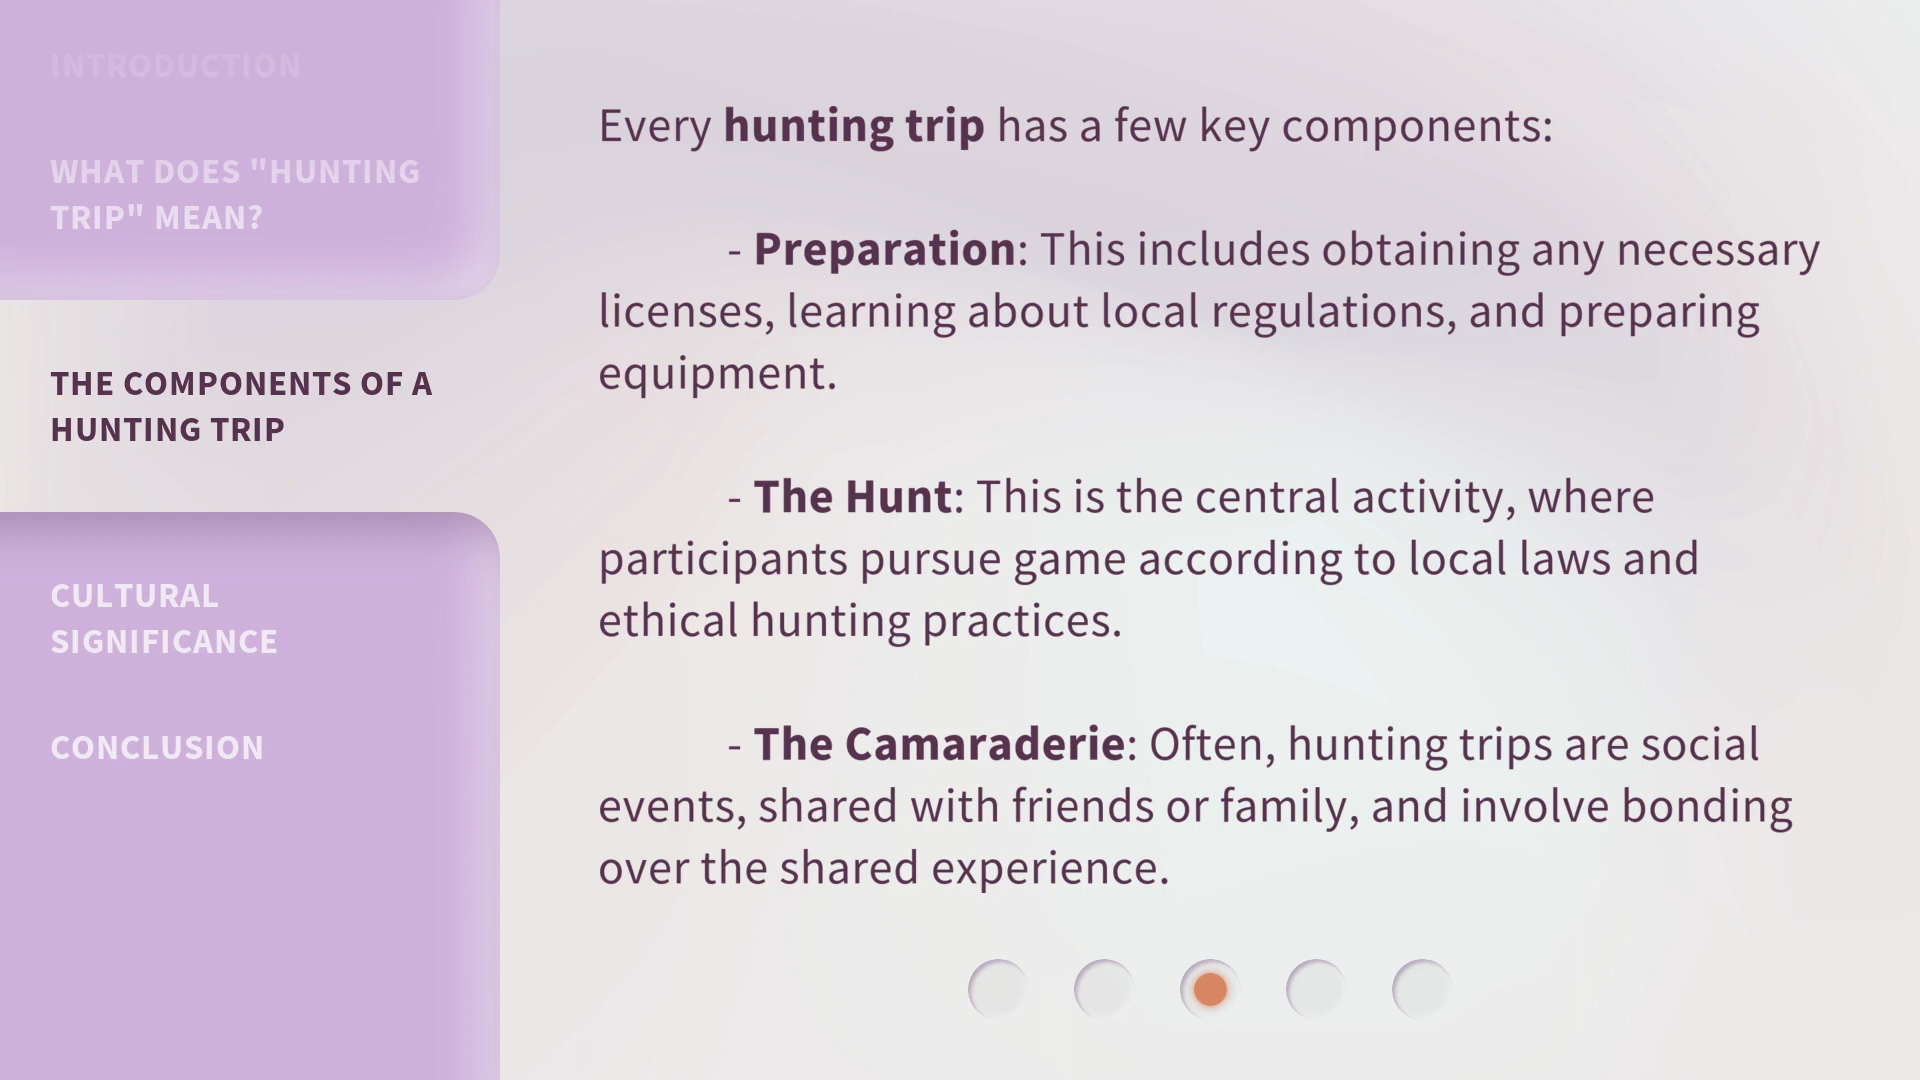 INTRODUCTION
WHAT DOES "HUNTING
TRIP" MEAN?
THE COMPONENTS OF A
HUNTING TRIP
CULTURAL
SIGNIFICANCE
CONCLUSION
Every hunting trip has a few key components:
- Preparation: This includes obtaining any necessary
licenses, learning about local regulations, and preparing
equipment.
- The Hunt: This is the central activity, where
participants pursue game according to local laws and
ethical hunting practices.
- The Camaraderie: Often, hunting trips are social
events, shared with friends or family, and involve bonding
over the shared experience.